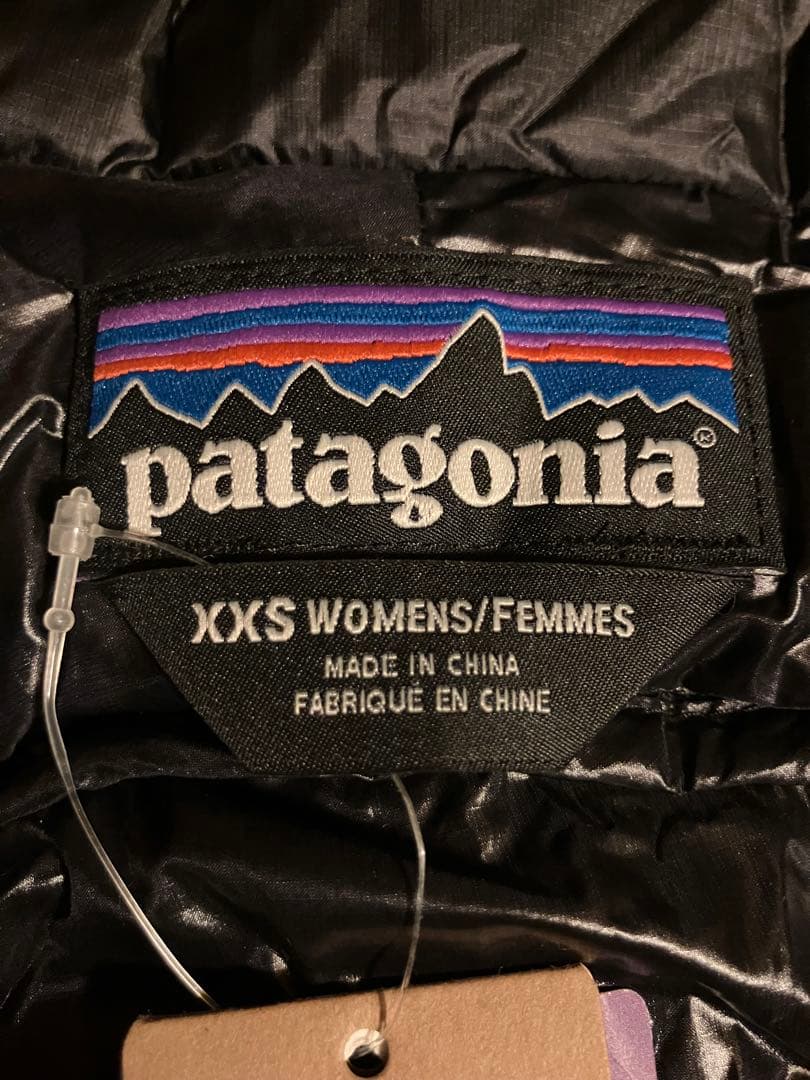 patagonia®
XXS WOMENS/FEMMES
MADE IN CHINA
FABRIQUÉ EN CHINE